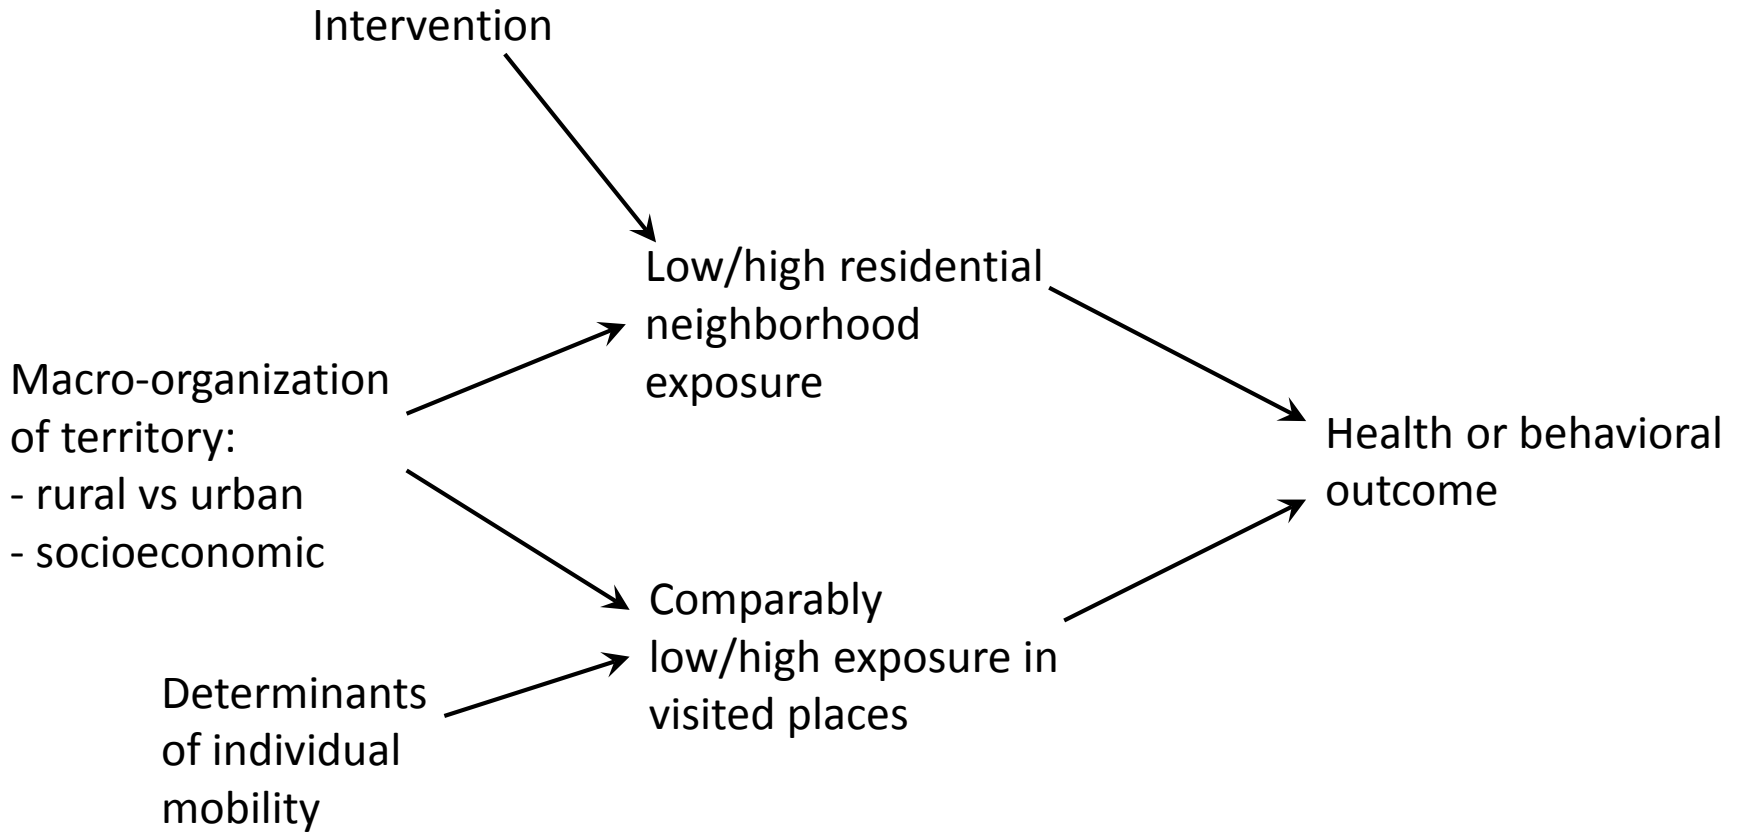 Intervention
Low/high residential
neighborhood
exposure
Macro-organization
of territory:
- rural vs urban
- socioeconomic
Health or behavioral
outcome
Comparably
low/high exposure in
visited places
Determinants
of individual
mobility